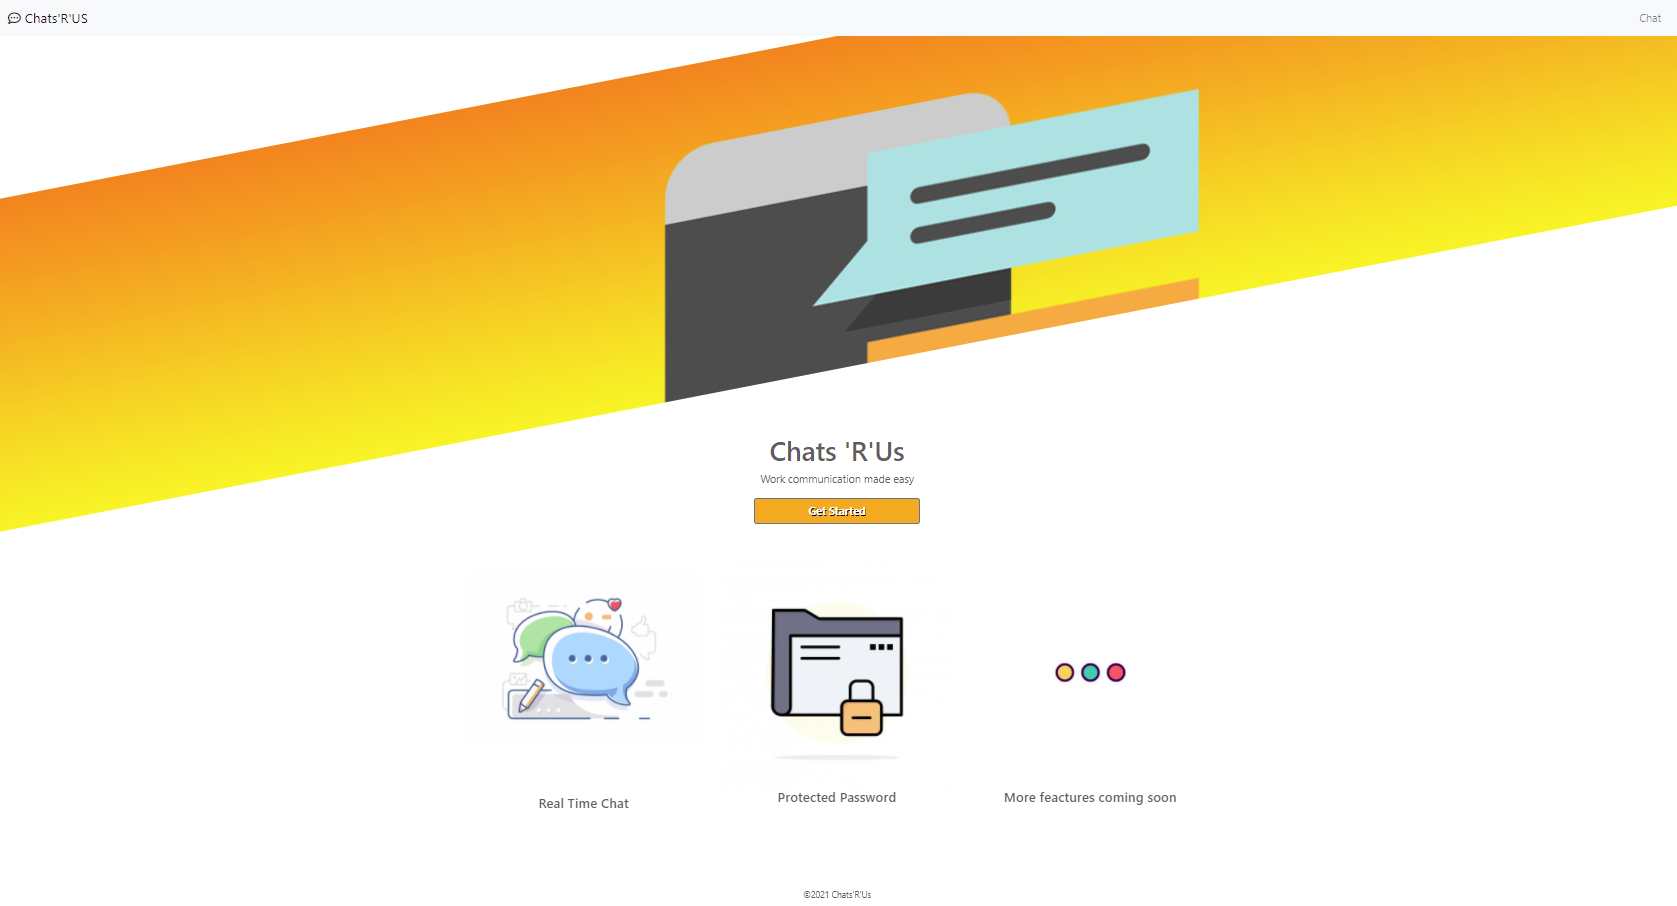 Chats'R'US
Chat
Chats 'R'Us
Work communication made easy
Get Started
Real Time Chat
Protected Password
More feactures coming soon
©2021 Chats'R'Us